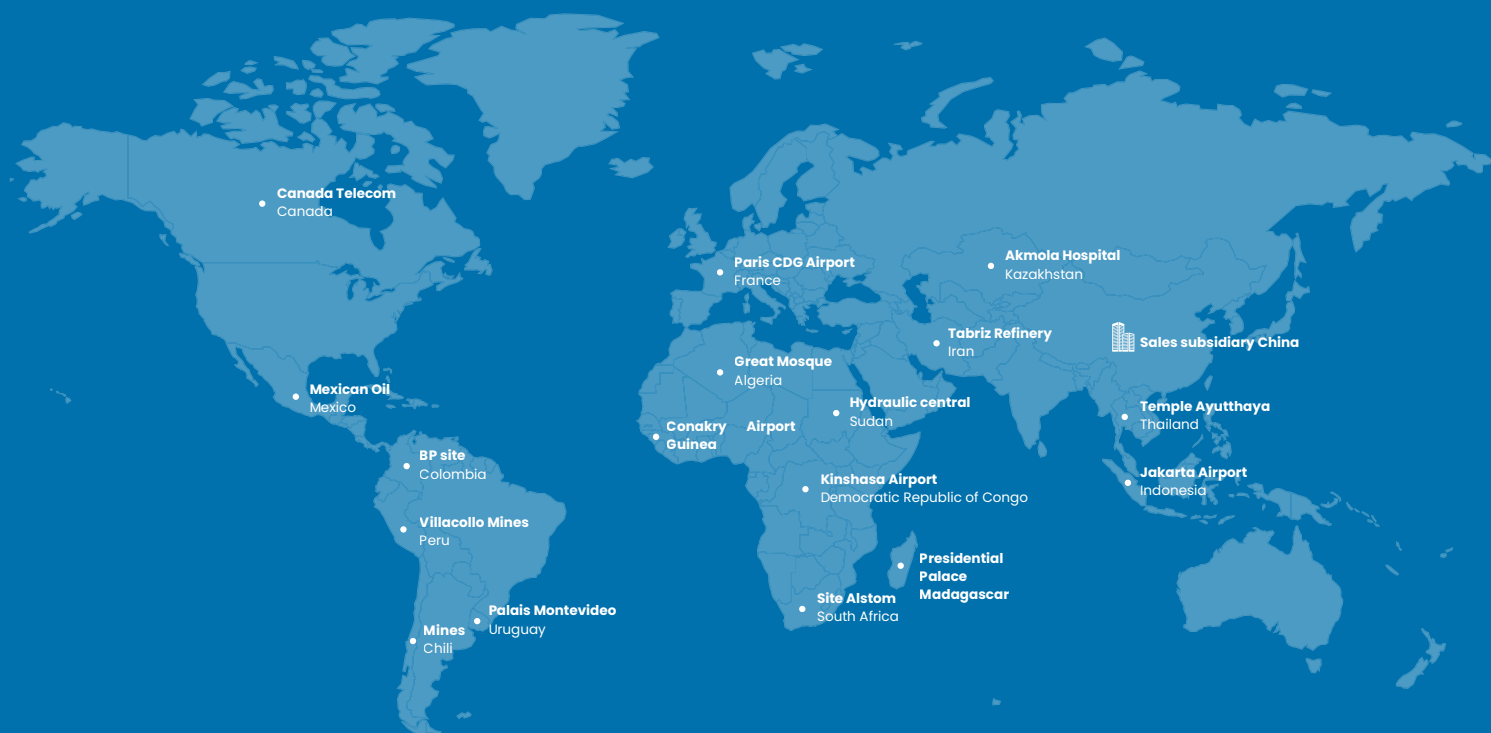 Canada Telecom
Canada
Paris CDG Airport
France
Akmola Hospital
Kazakhstan
Tabriz Refinery
Iran
Sales subsidiary China
Great Mosque
Algeria
Mexican Oil
Mexico
Hydraulic central
Sudan
Temple Ayutthaya
Thailand
Conakry Airport
Guinea
BP site
Colombia
Jakarta Airport
Indonesia
Kinshasa Airport
Democratic Republic of Congo
Villacollo Mines
Peru
Presidential
Palace
Madagascar
Site Alstom
South Africa
Palais Montevideo
Uruguay
Mines
Chili